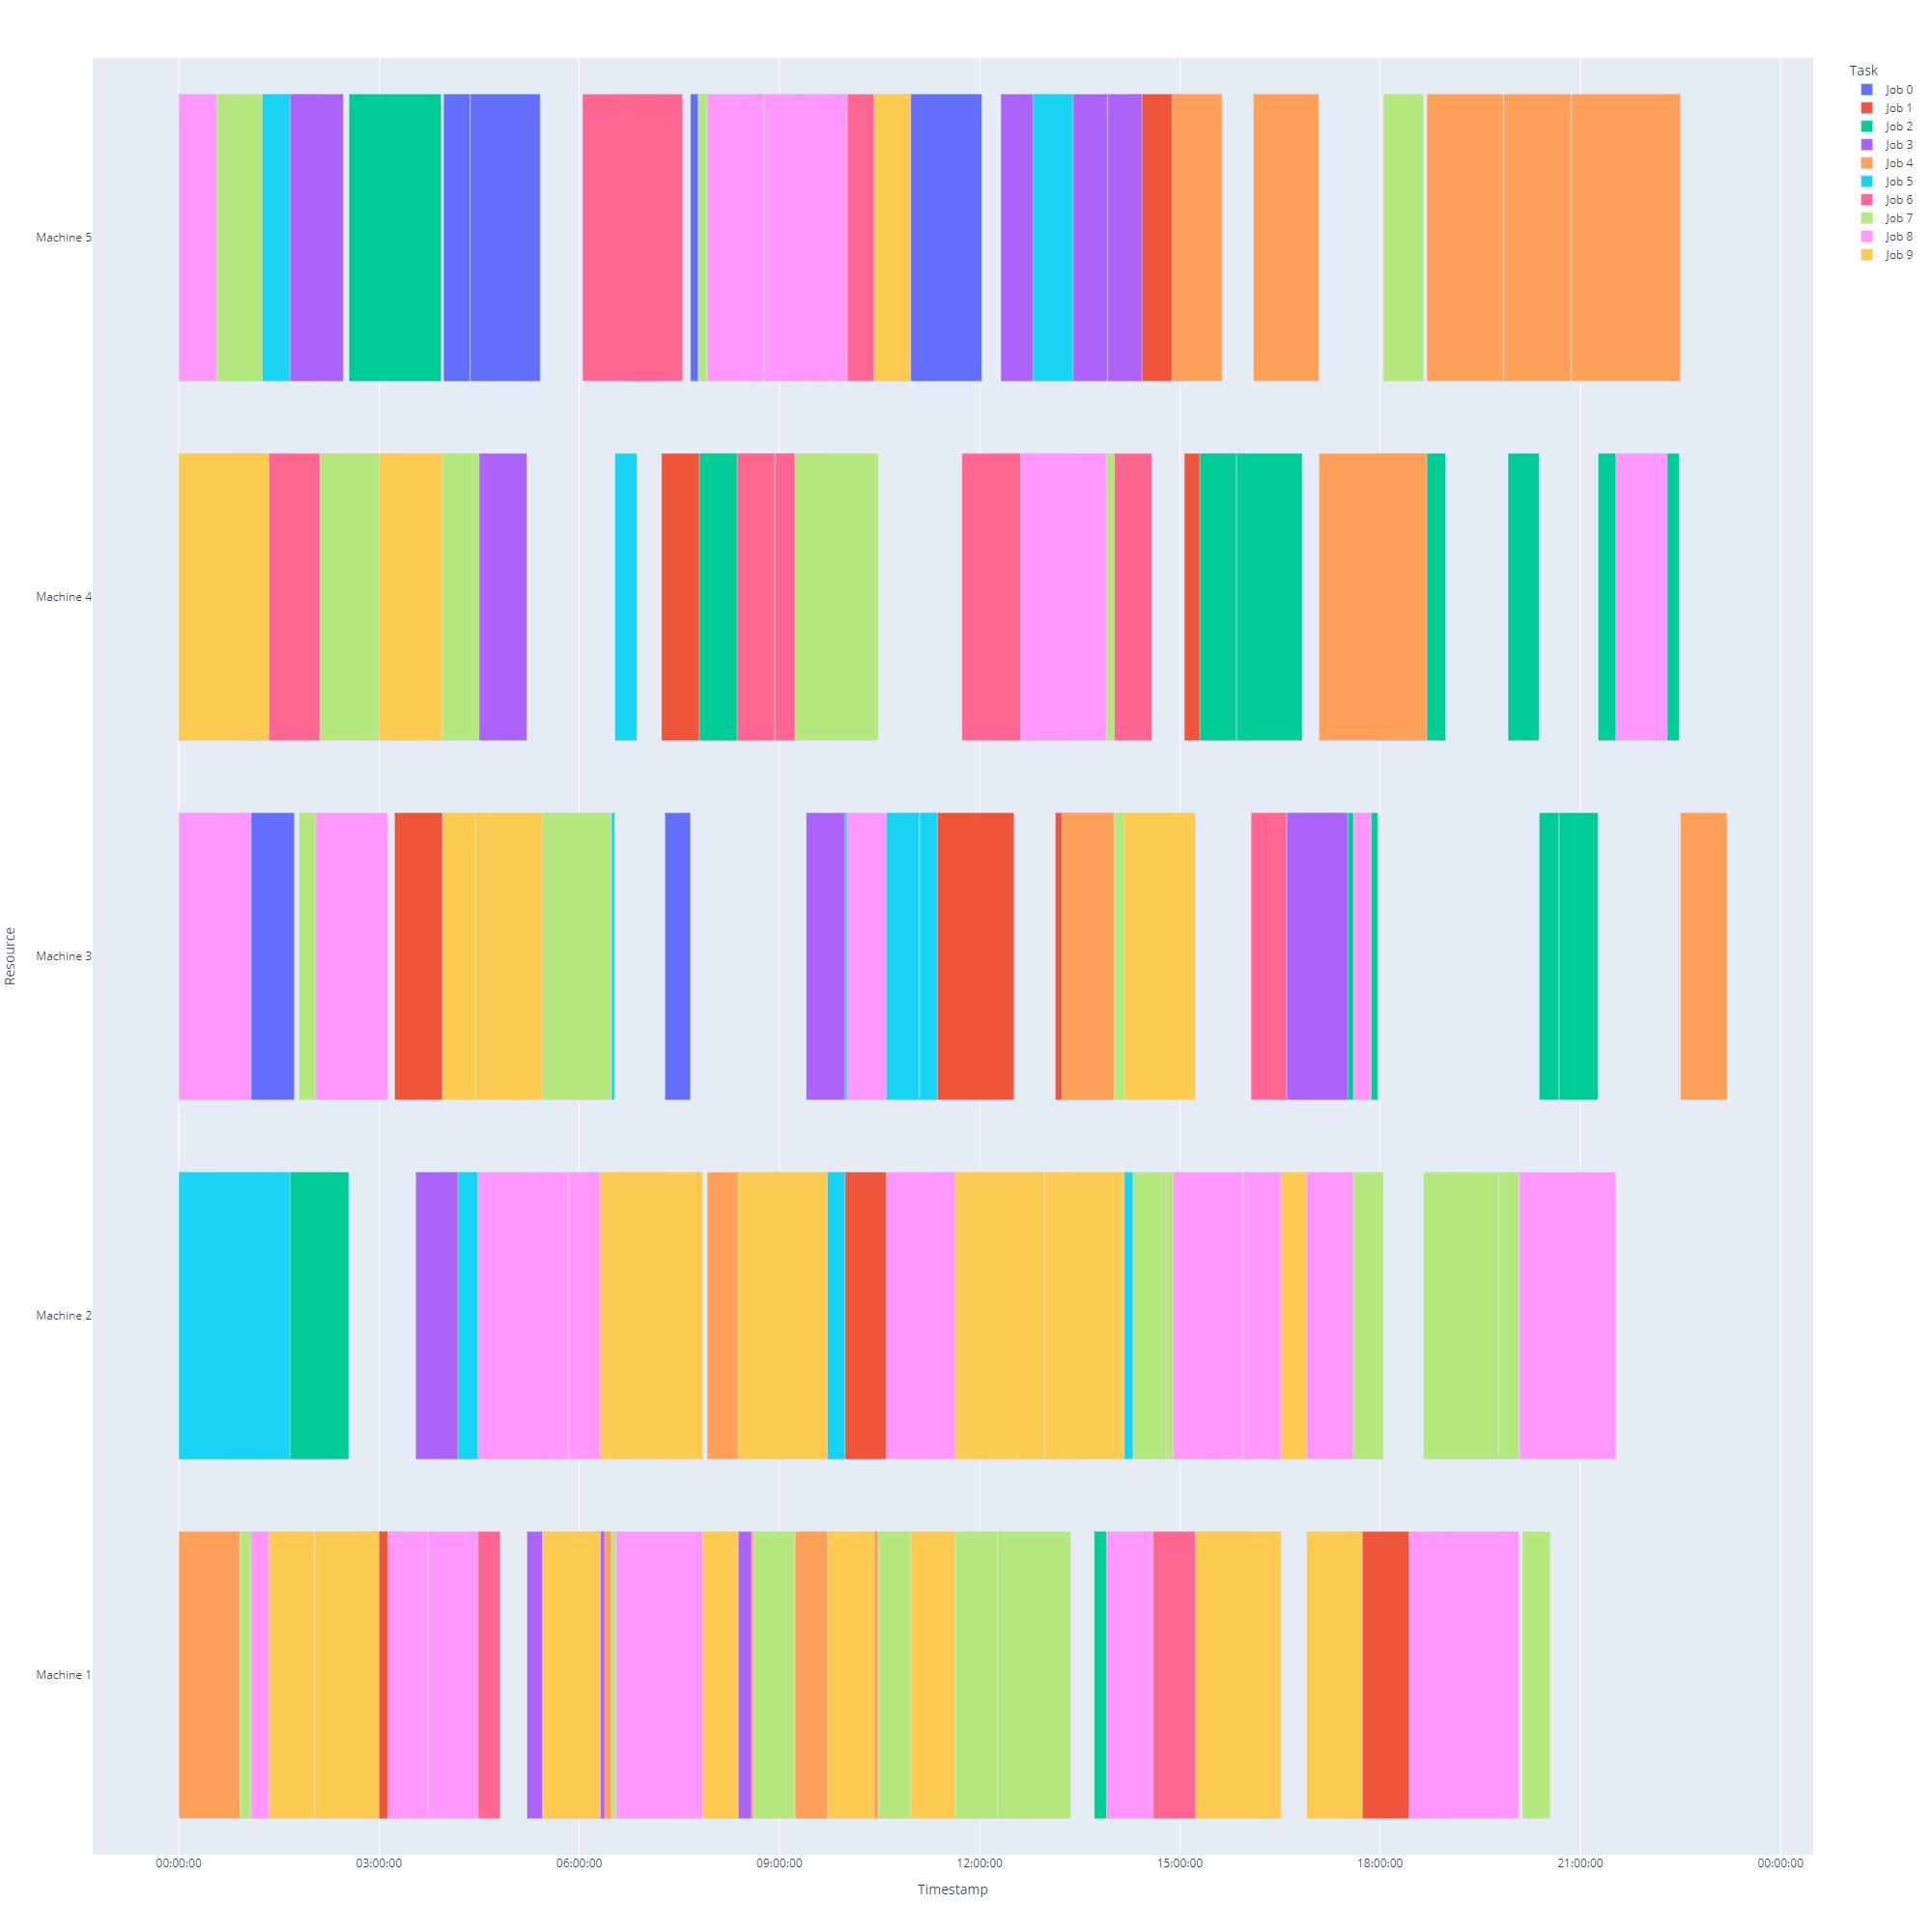 Task
Job 0
Job 1
Job 2
Job 3
Job 4
Job 5
Job 6
Job 7
Job 8
Job 9
Machine 5
Machine 4
Machine 3
Machine 2
Machine 1
Resource
00:00:00 03:00:00 06:00:00 09:00:00 12:00:00 15:00:00 18:00:00 21:00:00 00:00:00
Timestamp